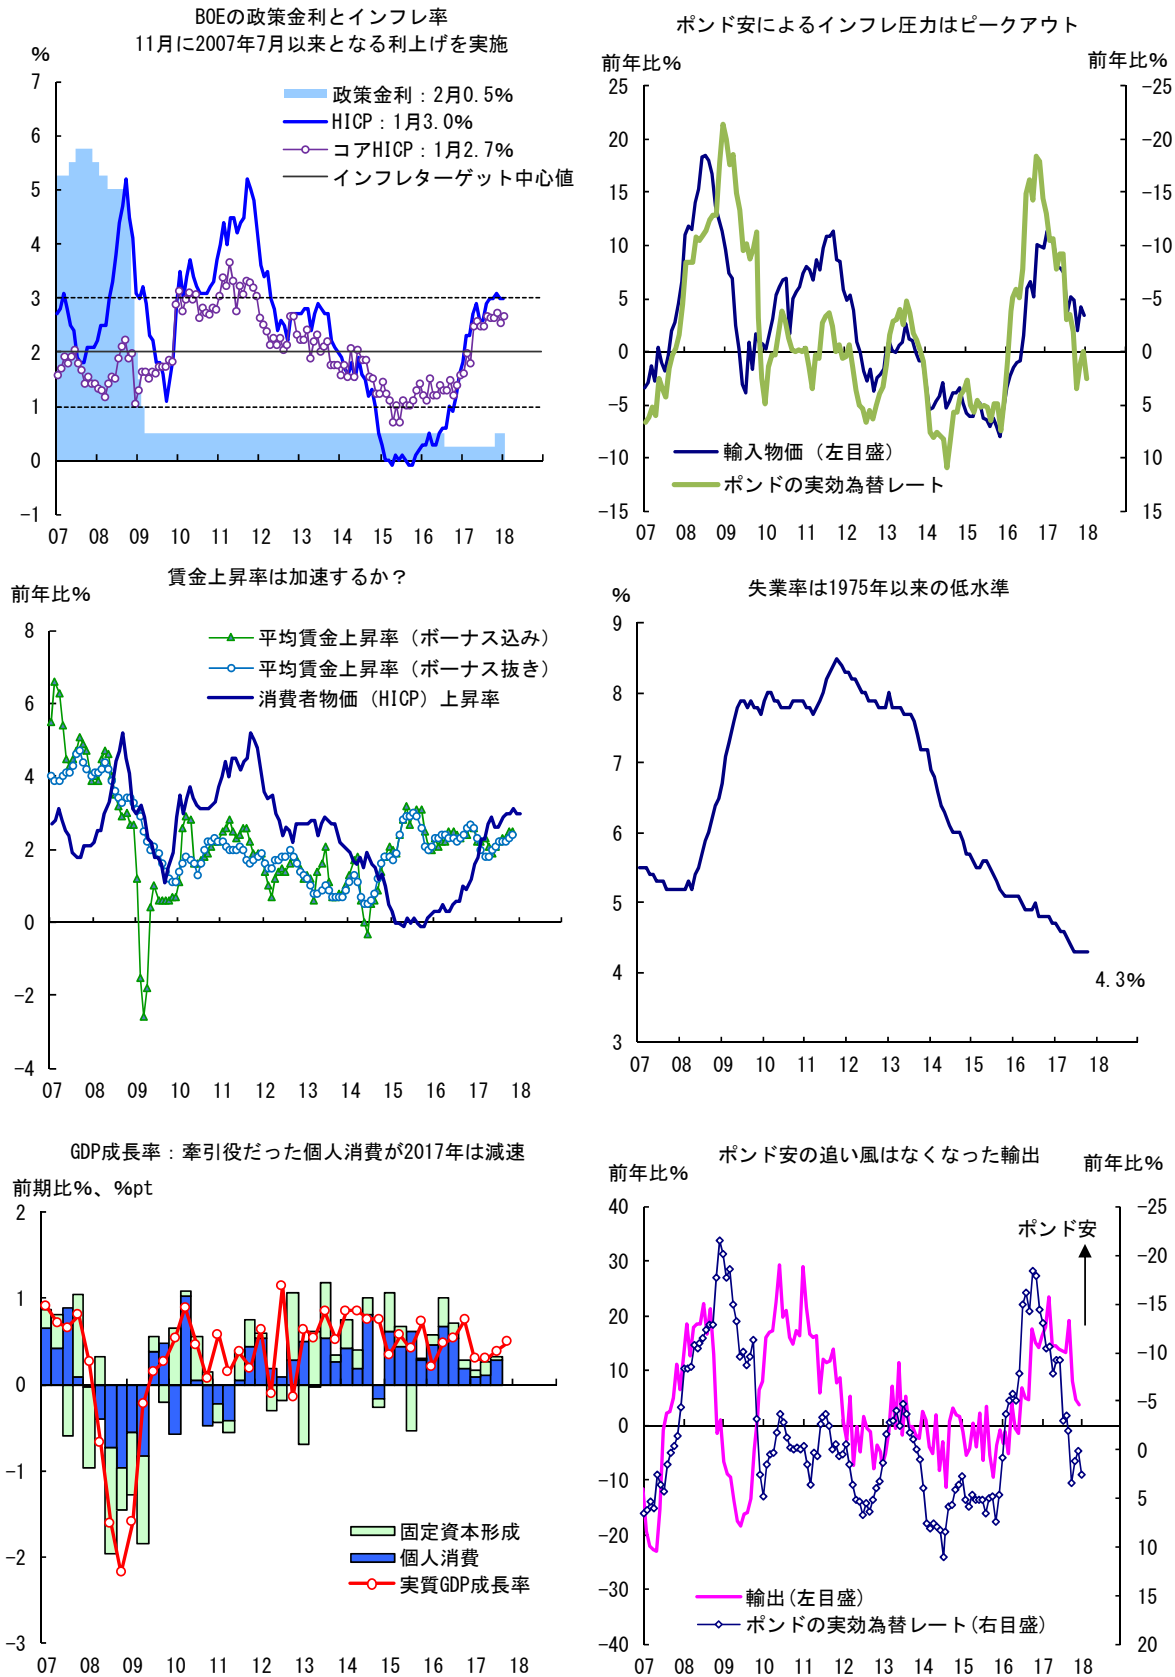 BOEの政策金利とインフレ率
11月に2007年7月以来となる利上げを実施
%
政策金利：2月0.5%
HICP：1月3.0%
コアHICP：1月2.7%
インフレターゲット中心値
7
6
5
4
3
2
1
0
-1
07 08 09 10 11 12 13 14 15 16 17 18
ポンド安によるインフレ圧力はピークアウト
前年比% 前年比%
25 -25
20 -20
15 -15
10 -10
5 -5
0 0
-5 5
-10 10
-15 15
輸入物価（左目盛）
ポンドの実効為替レート
07 08 09 10 11 12 13 14 15 16 17 18
賃金上昇率は加速するか？
前年比%
平均賃金上昇率（ボーナス込み）
平均賃金上昇率（ボーナス抜き）
消費者物価（HICP）上昇率
8
6
4
2
0
-2
-4
07 08 09 10 11 12 13 14 15 16 17 18
失業率は1975年以来の低水準
%
9
8
7
6
5
4
3
4.3%
07 08 09 10 11 12 13 14 15 16 17 18
GDP成長率：牽引役だった個人消費が2017年は減速
前期比%、%pt
2
1
0
-1
-2
-3
固定資本形成
個人消費
実質GDP成長率
07 08 09 10 11 12 13 14 15 16 17 18
ポンド安の追い風はなくなった輸出
前年比% 前年比%
ポンド安
40 -25
30 -20
20 -15
10 -10
0 -5
-10 0
-20 5
-30 10
-40 15
20
輸出(左目盛)
ポンドの実効為替レート(右目盛)
07 08 09 10 11 12 13 14 15 16 17 18